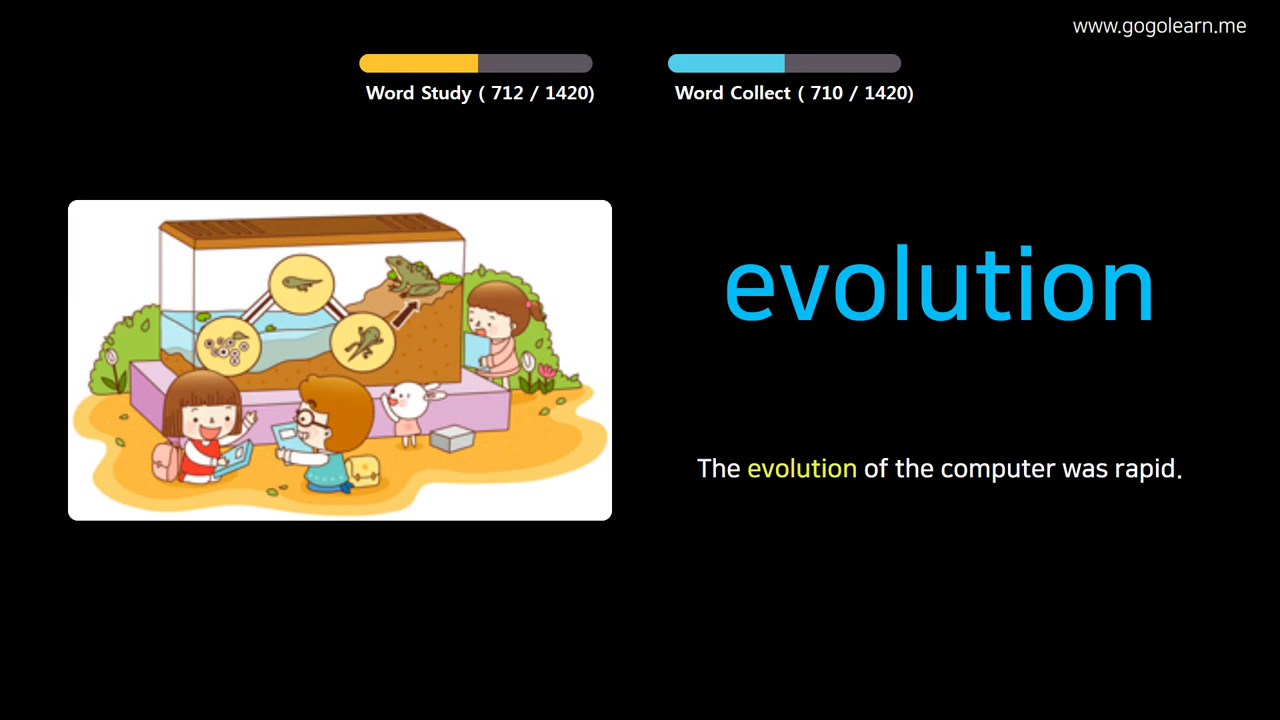 www.gogolearn.me
Word Study ( 712 / 1420)
Word Collect ( 710 / 1420)
evolution
The evolution of the computer was rapid.